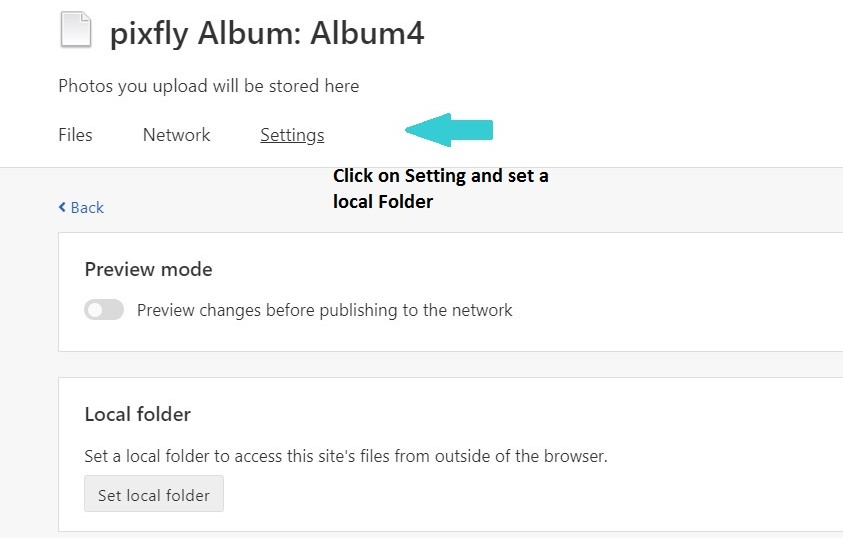 pixfly Album: Album4
Photos you upload will be stored here
Files Network Settings
Click on Setting and set a
local Folder
Back
Preview mode
Preview changes before publishing to the network
Local folder
Set a local folder to access this site's files from outside of the browser.
Set local folder